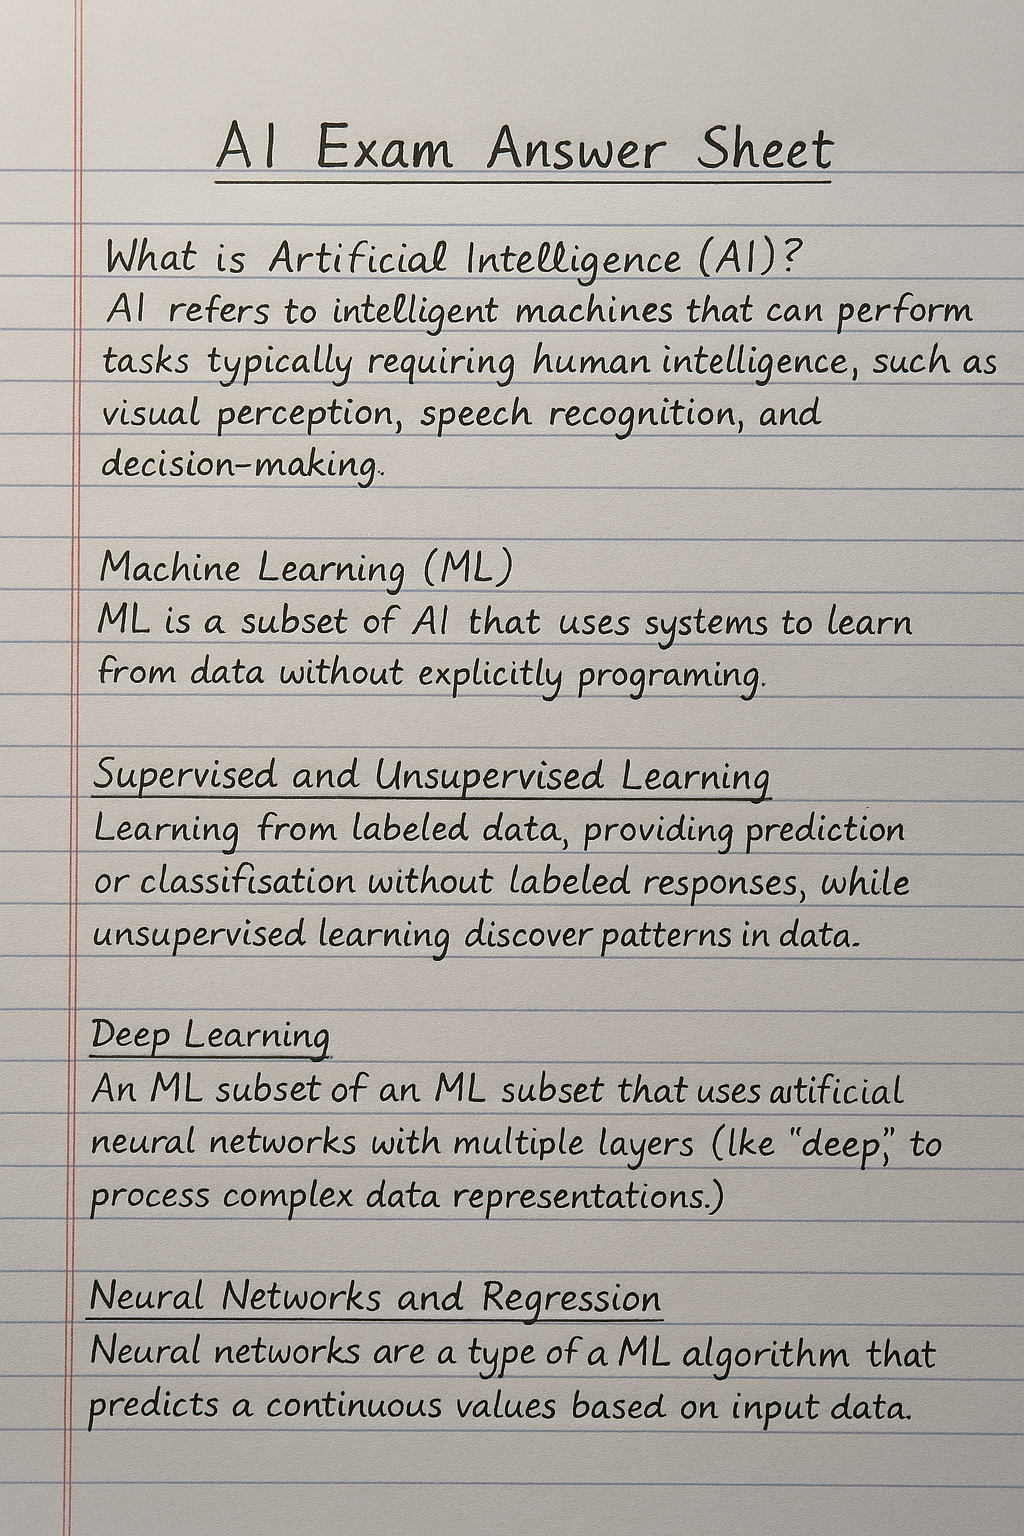 AI Exam Answer Sheet
What is Artificial Intelligence (AI)?
AI refers to intelligent machines that can perform
tasks typically requiring human intelligence, such as
visual perception, speech recognition, and
decision-making.
Machine Learning (ML)
ML is a subset of AI that uses systems to learn
from data without explicitly programing.
Supervised and Unsupervised Learning
Learning from labeled data, providing prediction
or classifisation without labeled responses, while
unsupervised learning discover patterns in data.
Deep Learning
An ML subset of an ML subset that uses atificial
neural networks with multiple layers (lke "deep," to
process complex data representations.)
Neural Networks and Regression
Neural networks are a type of a ML algorithm that
predicts a continuous values based on input data.